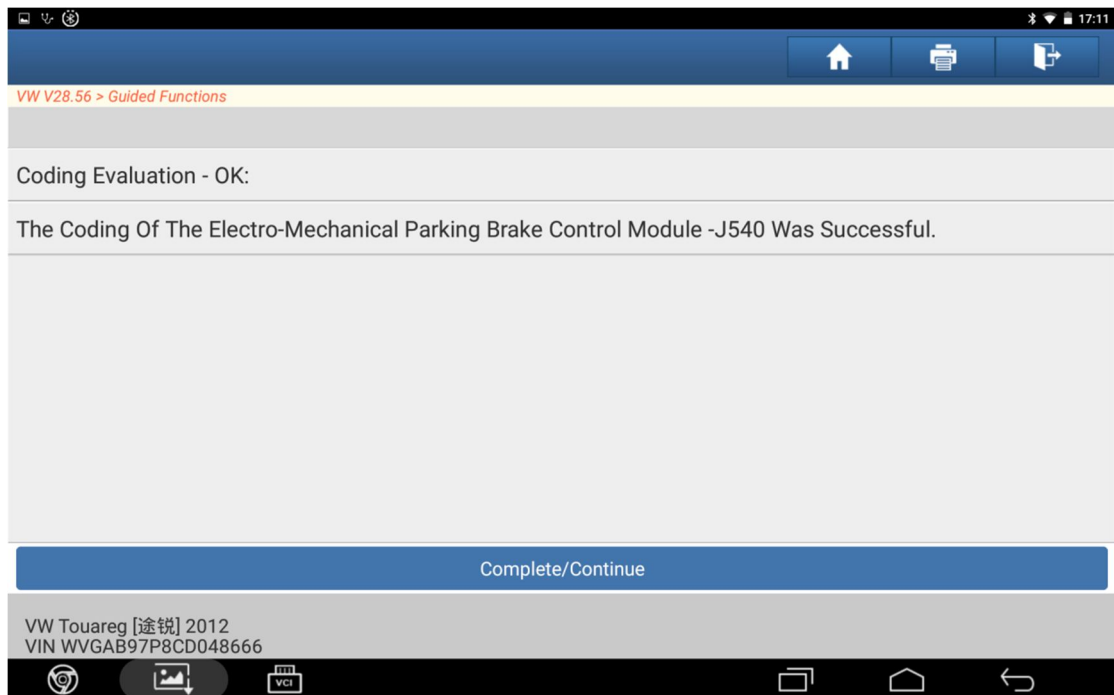 17:11
VW V28.56 > Guided Functions
Coding Evaluation - OK:
The Coding Of The Electro-Mechanical Parking Brake Control Module -J540 Was Successful.
Complete/Continue
VW Touareg [途锐] 2012
VIN WVGAB97P8CD048666
VCI